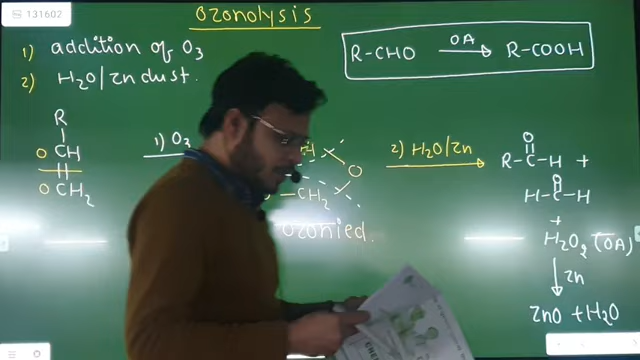 131602
Ozonolysis
1) addition of O3
2) H2O/Zn dust.
R-CHO OA R-COOH
R
O CH
O CH2
1) O3
H
O
-CH2
ozonied.
2) H2O/Zn
O
R-C-H +
O
H-C-H
+
H2O2 (OA)
Zn
ZnO + H2O